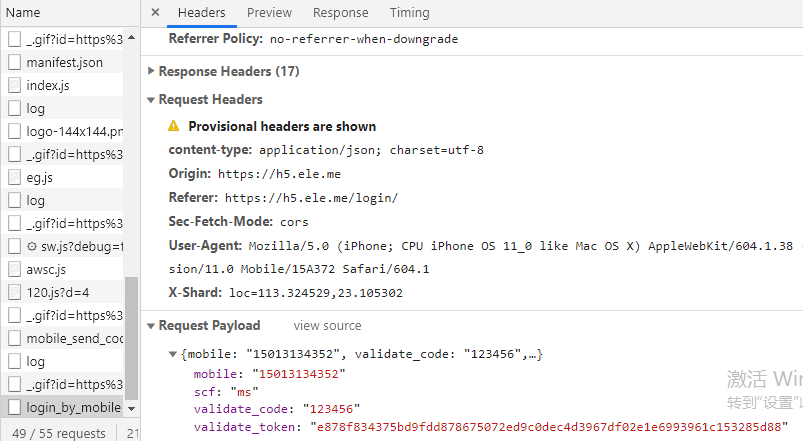 Name
_.gif?id=https%3
manifest.json
index.js
log
logo-144x144.pn
_.gif?id=https%3
eg.js
log
_.gif?id=https%3
sw.js?debug=f
awsc.js
120.js?d=4
_.gif?id=https%3
mobile_send_cod
log
_.gif?id=https%3
login_by_mobile
49 / 55 requests
21
× Headers Preview Response Timing
Referrer Policy: no-referrer-when-downgrade
Response Headers (17)
Request Headers
Provisional headers are shown
content-type: application/json; charset=utf-8
Origin: https://h5.ele.me
Referer: https://h5.ele.me/login/
Sec-Fetch-Mode: cors
User-Agent: Mozilla/5.0 (iPhone; CPU iPhone OS 11_0 like Mac OS X) AppleWebKit/604.1.38 (
sion/11.0 Mobile/15A372 Safari/604.1
X-Shard: loc=113.324529,23.105302
Request Payload view source
{mobile: "15013134352", validate_code: "123456",…}
mobile: "15013134352"
scf: "ms"
validate_code: "123456"
validate_token: "e878f834375bd9fdd878675072ed9c0dec4d3967df02e1e6993961c153285d88"
激活 Win
转到"设置"以